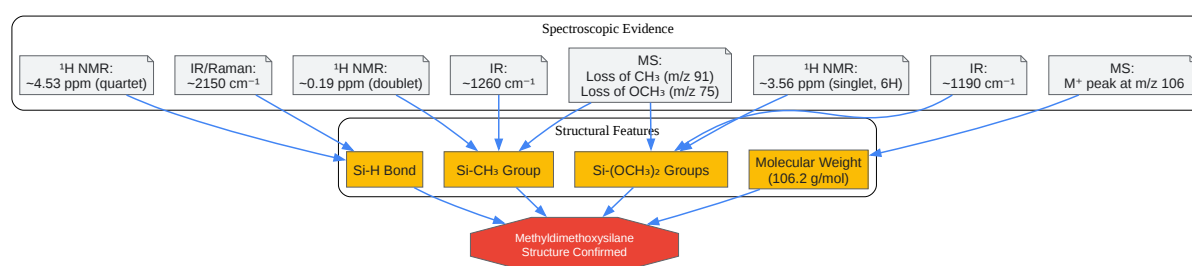 Spectroscopic Evidence
¹H NMR:
~4.53 ppm (quartet)
IR/Raman:
~2150 cm⁻¹
¹H NMR:
~0.19 ppm (doublet)
IR:
~1260 cm⁻¹
MS:
Loss of CH₃ (m/z 91)
Loss of OCH₃ (m/z 75)
¹H NMR:
~3.56 ppm (singlet, 6H)
IR:
~1190 cm⁻¹
MS:
M⁺ peak at m/z 106
Structural Features
Si-H Bond
Si-CH₃ Group
Si-(OCH₃)₂ Groups
Molecular Weight
(106.2 g/mol)
Methyldimethoxysilane
Structure Confirmed